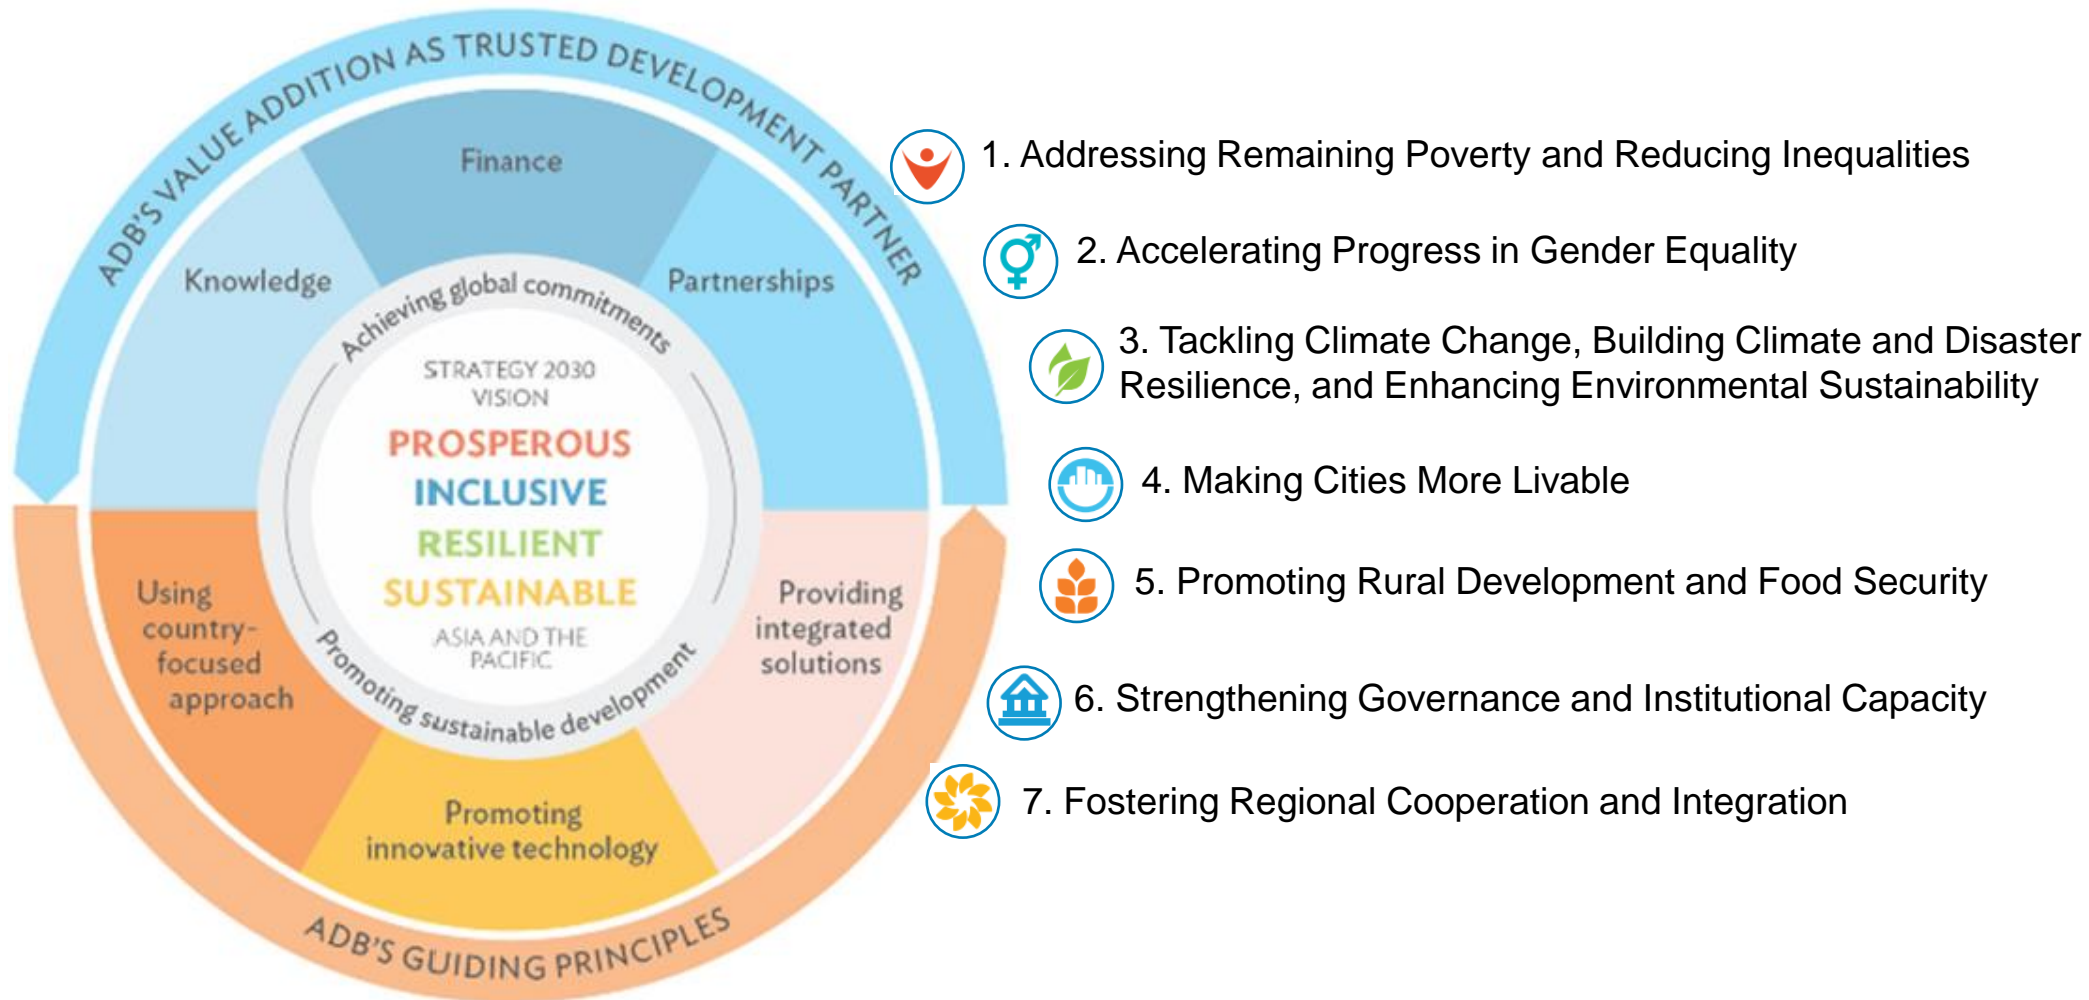 ADB'S VALUE ADDITION AS TRUSTED DEVELOPMENT PARTNER
Finance
Knowledge
Partnerships
Achieving global commitments
STRATEGY 2030
VISION
PROSPEROUS
INCLUSIVE
RESILIENT
SUSTAINABLE
ASIA AND THE
PACIFIC
Promoting sustainable development
Using
country-
focused
approach
Promoting
innovative technology
Providing
integrated
solutions
ADB'S GUIDING PRINCIPLES
1. Addressing Remaining Poverty and Reducing Inequalities
2. Accelerating Progress in Gender Equality
3. Tackling Climate Change, Building Climate and Disaster
Resilience, and Enhancing Environmental Sustainability
4. Making Cities More Livable
5. Promoting Rural Development and Food Security
6. Strengthening Governance and Institutional Capacity
7. Fostering Regional Cooperation and Integration